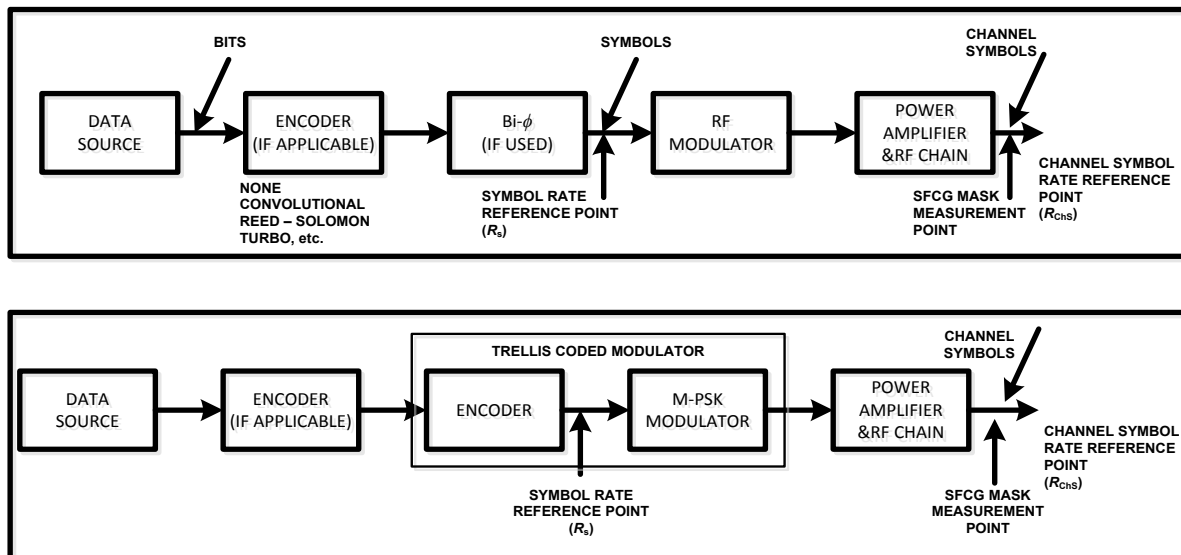 BITS
SYMBOLS
CHANNEL
SYMBOLS
DATA
SOURCE
ENCODER
(IF APPLICABLE)
Bi-ϕ
(IF USED)
RF
MODULATOR
POWER
AMPLIFIER
&RF CHAIN
NONE
CONVOLUTIONAL
REED – SOLOMON
TURBO, etc.
SYMBOL RATE
REFERENCE POINT
(Rs)
SFCG MASK
MEASUREMENT
POINT
CHANNEL SYMBOL
RATE REFERENCE
POINT
(RChS)
TRELLIS CODED MODULATOR
CHANNEL
SYMBOLS
DATA
SOURCE
ENCODER
(IF APPLICABLE)
ENCODER
M-PSK
MODULATOR
POWER
AMPLIFIER
&RF CHAIN
SYMBOL RATE
REFERENCE POINT
(Rs)
SFCG MASK
MEASUREMENT
POINT
CHANNEL SYMBOL
RATE REFERENCE
POINT
(RChS)